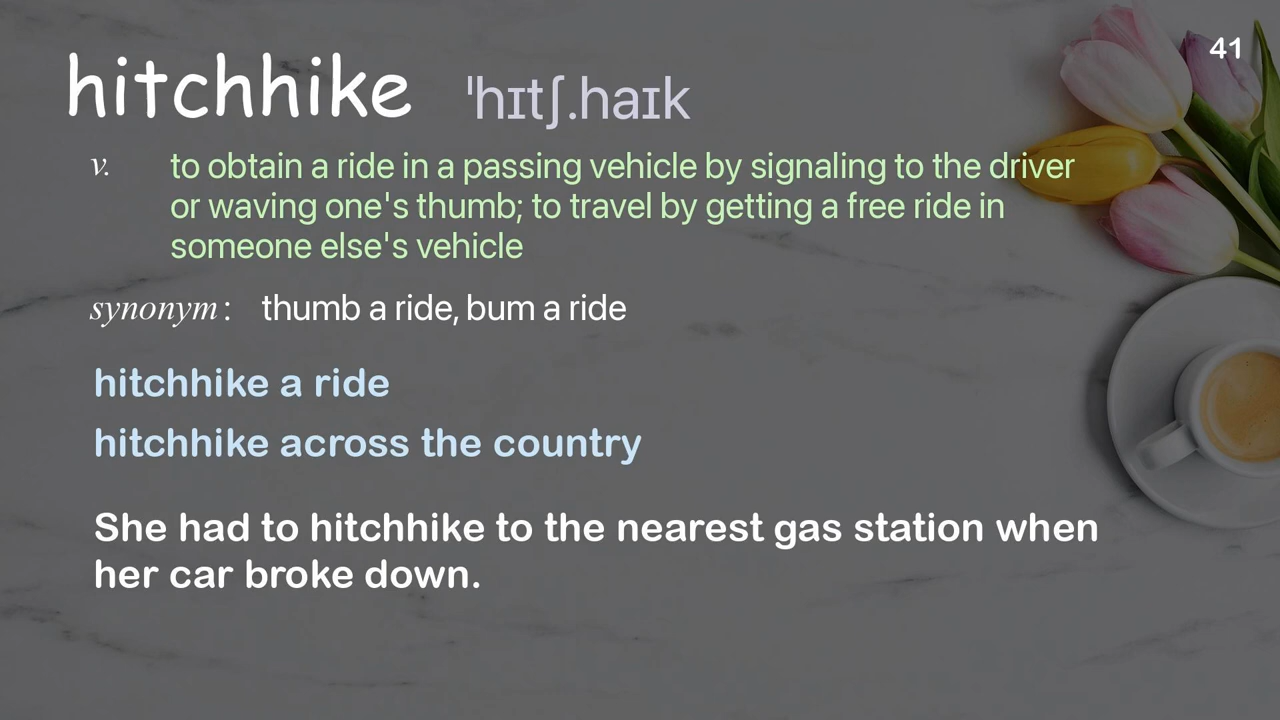 41
hitchhike ˈhɪtʃ.haɪk
v. to obtain a ride in a passing vehicle by signaling to the driver
or waving one's thumb; to travel by getting a free ride in
someone else's vehicle
synonym: thumb a ride, bum a ride
hitchhike a ride
hitchhike across the country
She had to hitchhike to the nearest gas station when
her car broke down.